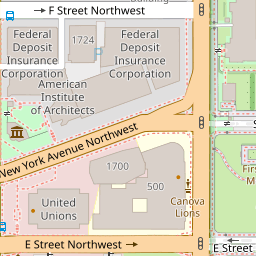 Building
F Street Northwest
Federal
Deposit
Insurance
Corporation
1724
Federal
Deposit
Insurance
Corporation
American
Institute
of Architects
New York Avenue Northwest
1700
500
Canova
Lions
United
Unions
E Street Northwest
E Street